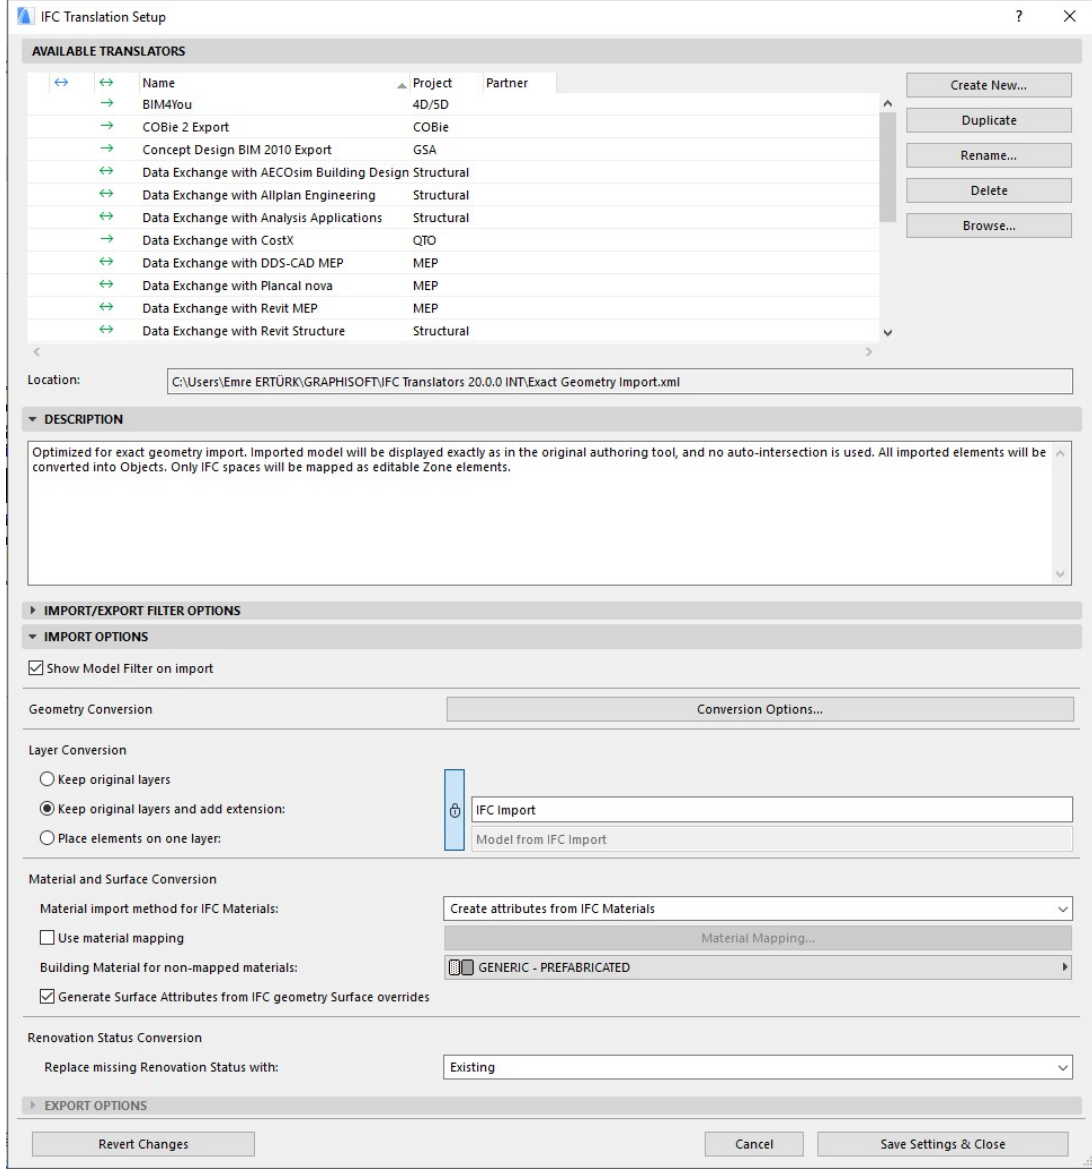 IFC Translation Setup
?
AVAILABLE TRANSLATORS
Name Project Partner
BIM4You 4D/5D
COBie 2 Export COBie
Concept Design BIM 2010 Export GSA
Data Exchange with AECOsim Building Design Structural
Data Exchange with Allplan Engineering Structural
Data Exchange with Analysis Applications Structural
Data Exchange with CostX QTO
Data Exchange with DDS-CAD MEP MEP
Data Exchange with Plancal nova MEP
Data Exchange with Revit MEP MEP
Data Exchange with Revit Structure Structural
Create New...
Duplicate
Rename...
Delete
Browse...
Location: C:\Users\Emre ERTÜRK\GRAPHISOFT\IFC Translators 20.0.0 INT\Exact Geometry Import.xml
DESCRIPTION
Optimized for exact geometry import. Imported model will be displayed exactly as in the original authoring tool, and no auto-intersection is used. All imported elements will be
converted into Objects. Only IFC spaces will be mapped as editable Zone elements.
IMPORT/EXPORT FILTER OPTIONS
IMPORT OPTIONS
Show Model Filter on import
Geometry Conversion Conversion Options...
Layer Conversion
Keep original layers
Keep original layers and add extension: IFC Import
Place elements on one layer: Model from IFC Import
Material and Surface Conversion
Material import method for IFC Materials: Create attributes from IFC Materials
Use material mapping Material Mapping...
Building Material for non-mapped materials: GENERIC - PREFABRICATED
Generate Surface Attributes from IFC geometry Surface overrides
Renovation Status Conversion
Replace missing Renovation Status with: Existing
EXPORT OPTIONS
Revert Changes Cancel Save Settings & Close